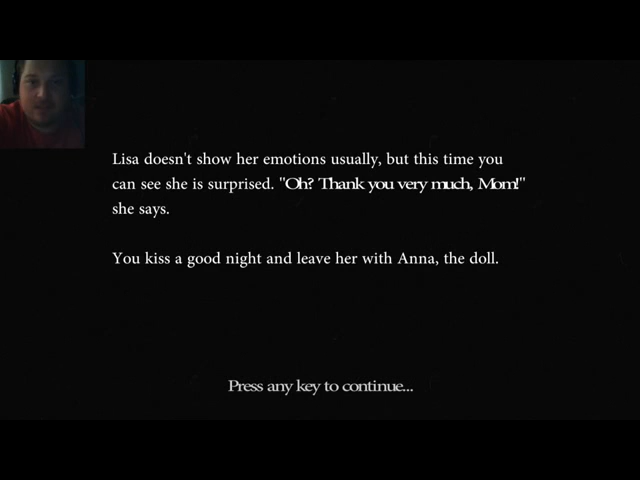 Lisa doesn't show her emotions usually, but this time you
can see she is surprised. "Oh? Thank you very much, Mom!"
she says.
You kiss a good night and leave her with Anna, the doll.
Press any key to continue...